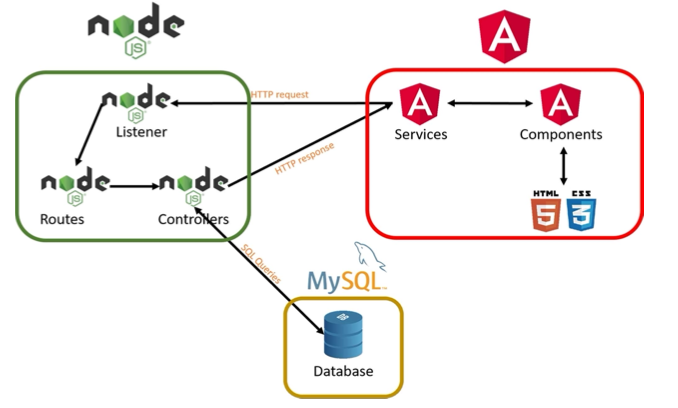 node
JS
A
node
JS
Listener
HTTP request
A
Services
A
Components
HTTP response
node
JS
Routes
node
JS
Controllers
HTML
5
CSS
3
SQL Queries
MySQL
Database